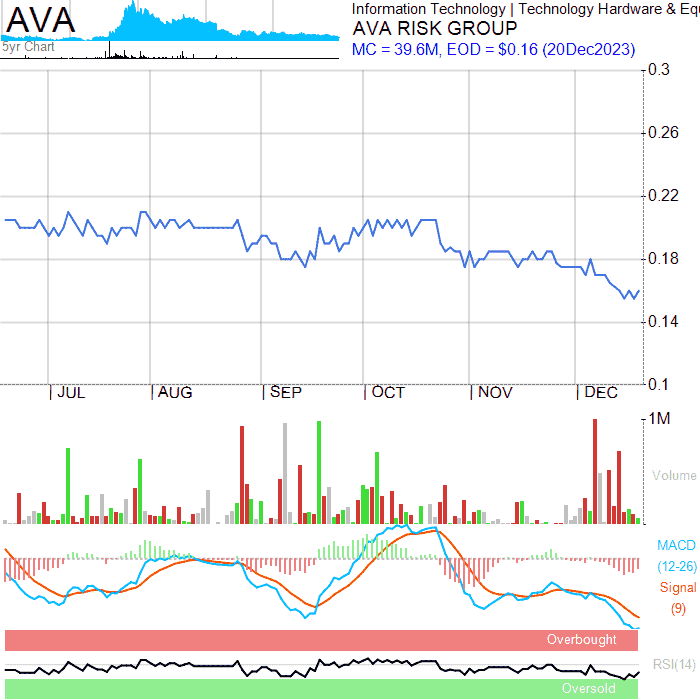 AVA
5yr Chart
Information Technology | Technology Hardware & Equ
AVA RISK GROUP
MC = 39.6M, EOD = $0.16 (20Dec2023)
0.3
0.26
0.22
0.18
0.14
0.1
JUL
AUG
SEP
OCT
NOV
DEC
1M
Volume
MACD
(12-26)
Signal
(9)
Overbought
RSI(14)
Oversold